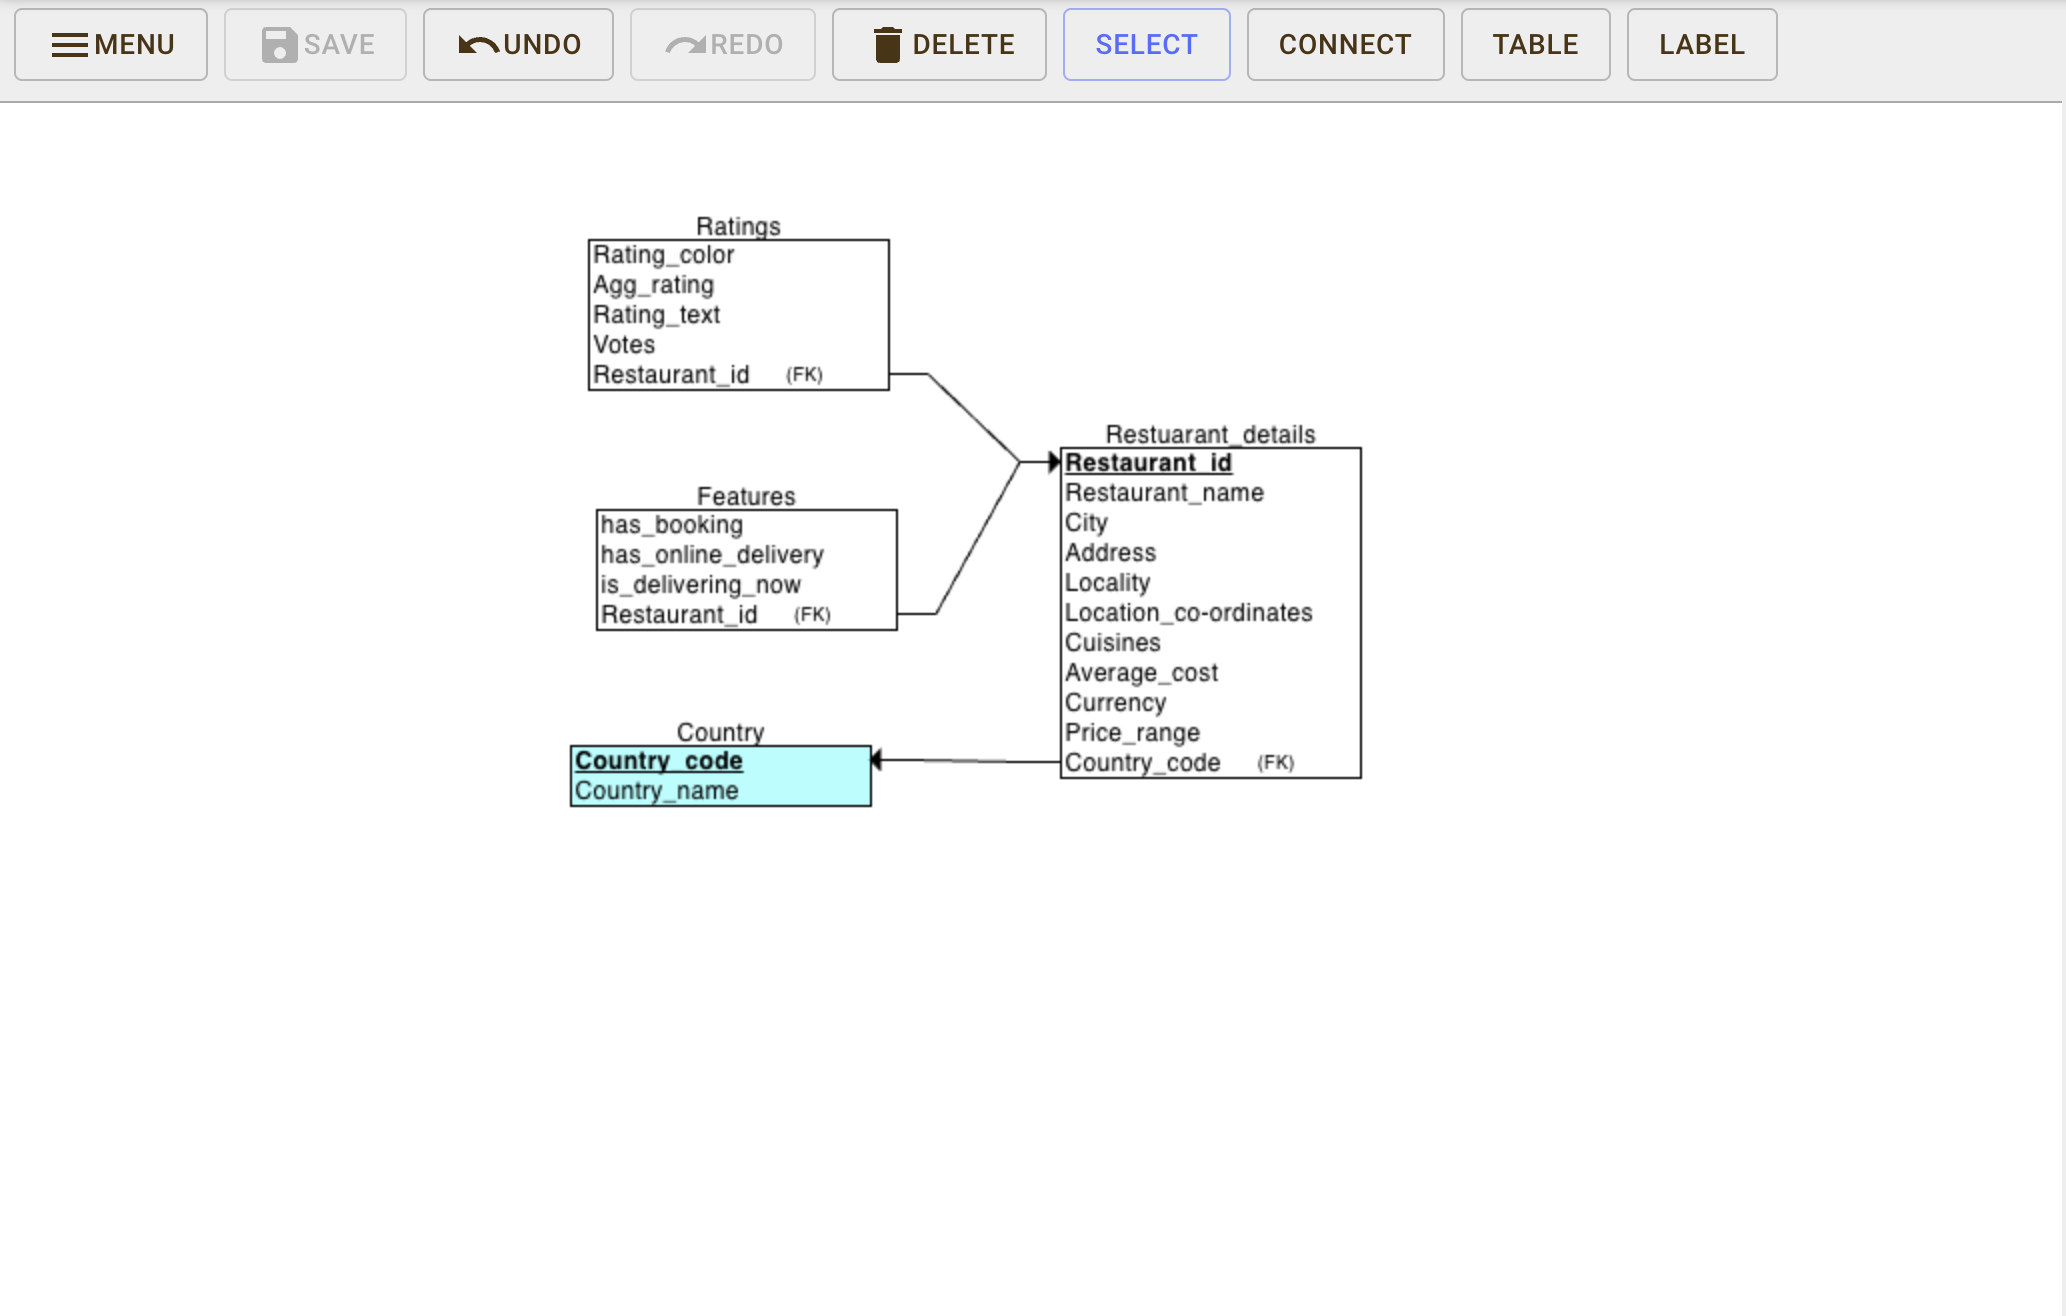 MENU SAVE UNDO REDO DELETE SELECT CONNECT TABLE LABEL
Ratings
Rating_color
Agg_rating
Rating_text
Votes
Restaurant_id (FK)
Features
has_booking
has_online_delivery
is_delivering_now
Restaurant_id (FK)
Country
Country_code
Country_name
Restuarant_details
Restaurant_id
Restaurant_name
City
Address
Locality
Location_co-ordinates
Cuisines
Average_cost
Currency
Price_range
Country_code (FK)